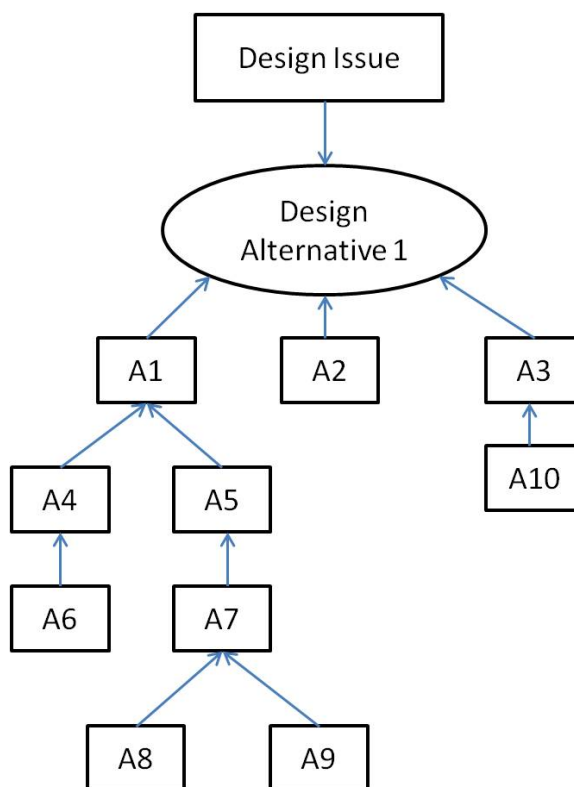 Design Issue
Design
Alternative 1
A1
A2
A3
A4
A5
A10
A6
A7
A8
A9